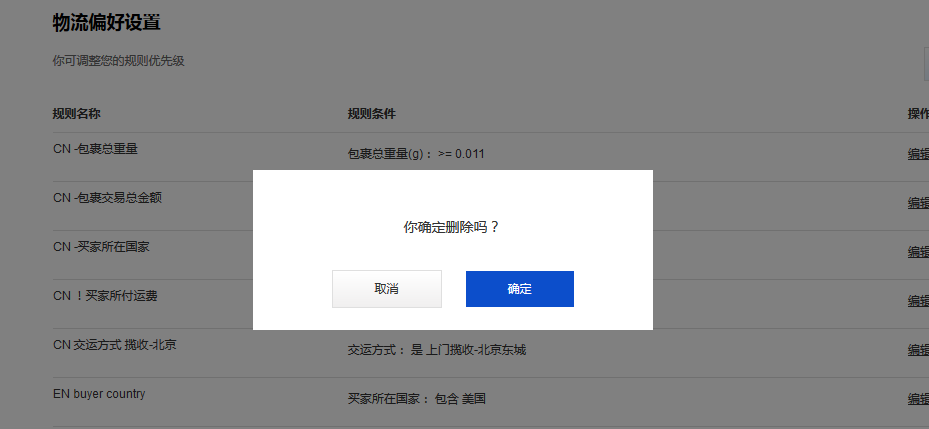 物流偏好设置
你可调整您的规则优先级
规则名称 规则条件 操作
CN -包裹总重量 包裹总重量(g)： >= 0.011 编辑
CN -包裹交易总金额 编辑
CN -买家所在国家 编辑
你确定删除吗？
CN ！买家所付运费 编辑
取消 确定
CN 交运方式 揽收-北京 交运方式： 是 上门揽收-北京东城 编辑
EN buyer country 买家所在国家： 包含 美国 编辑